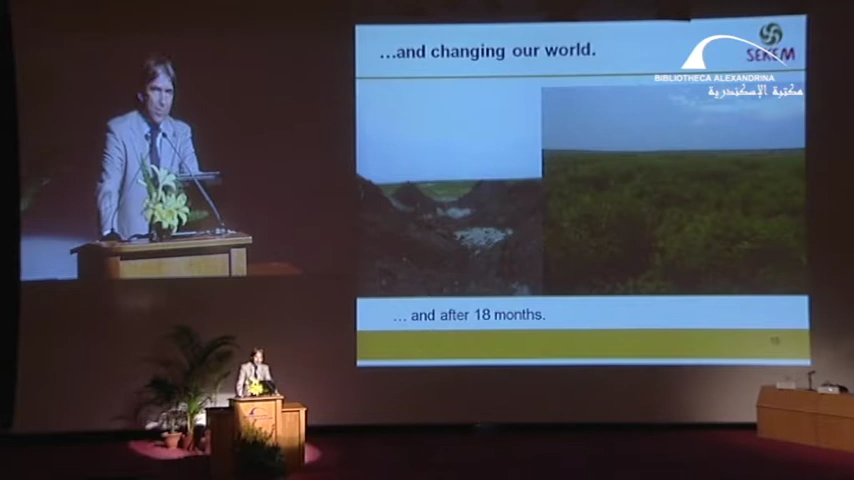 ...and changing our world.
SEKEM
BIBLIOTHECA ALEXANDRINA
مكتبة الإسكندرية
... and after 18 months.